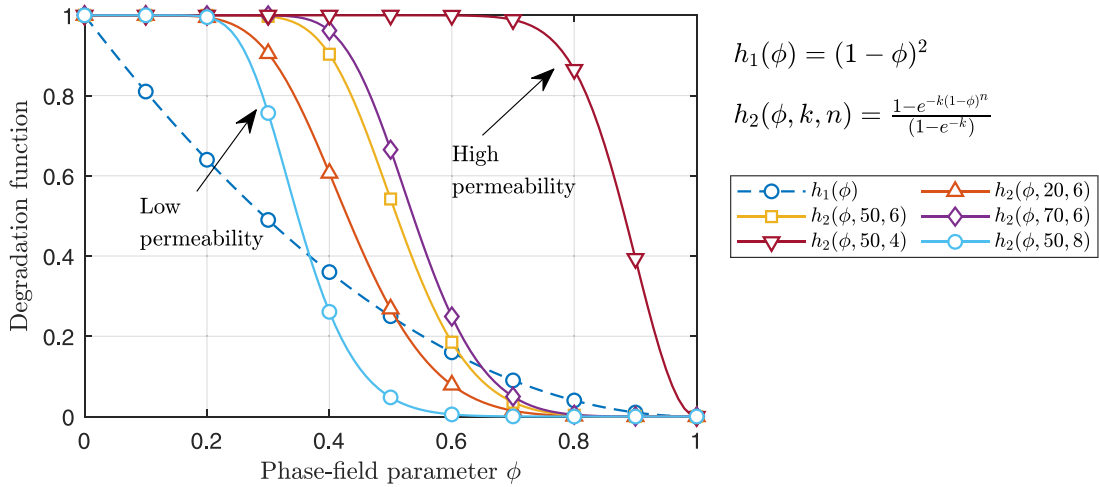 Degradation function
1
0.8
0.6
0.4
0.2
0
0
0.2
0.4
0.6
0.8
1
Phase-field parameter ϕ
Low
permeability
High
permeability
h₁(ϕ) = (1 − ϕ)²
h₂(ϕ, k, n) = (1−e^{−k(1−ϕ)^n})/((1−e^{−k}))
h₁(ϕ)
h₂(ϕ, 20, 6)
h₂(ϕ, 50, 6)
h₂(ϕ, 70, 6)
h₂(ϕ, 50, 4)
h₂(ϕ, 50, 8)